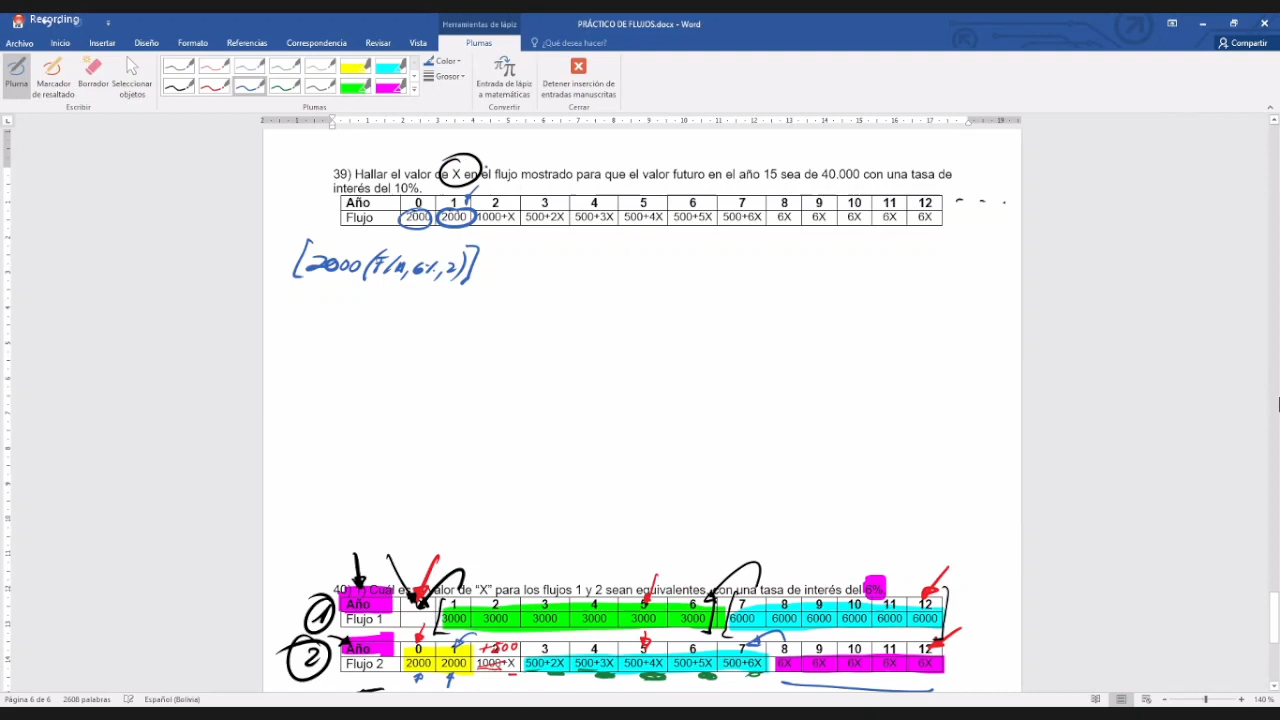 Recording
Herramientas de lápiz
PRÁCTICO DE FLUJOS.docx - Word
Archivo Inicio Insertar Diseño Formato Referencias Correspondencia Revisar Vista Plumas ¿Qué desea hacer? Compartir
Pluma Marcador de resaltado Borrador Seleccionar objetos
Color
Grosor
Entrada de lápiz a matemáticas
Detener inserción de entradas manuscritas
Escribir Plumas Convertir Cerrar
39) Hallar el valor de X en el flujo mostrado para que el valor futuro en el año 15 sea de 40.000 con una tasa de
interés del 10%.
Año 0 1 2 3 4 5 6 7 8 9 10 11 12
Flujo 2000 2000 1000+X 500+2X 500+3X 500+4X 500+5X 500+6X 6X 6X 6X 6X 6X
[2000(F/A,6%,2)]
40) 1) Cuál es valor de “X” para los flujos 1 y 2 sean equivalentes, con una tasa de interés del 6%
1
Año 1 2 3 4 5 6 7 8 9 10 11 12
Flujo 1 3000 3000 3000 3000 3000 3000 6000 6000 6000 6000 6000 6000
+500
2
Año 0 1 2 3 4 5 6 7 8 9 10 11 12
Flujo 2 2000 2000 1000+X 500+2X 500+3X 500+4X 500+5X 500+6X 6X 6X 6X 6X 6X
Página 6 de 6 2608 palabras Español (Bolivia) 140 %